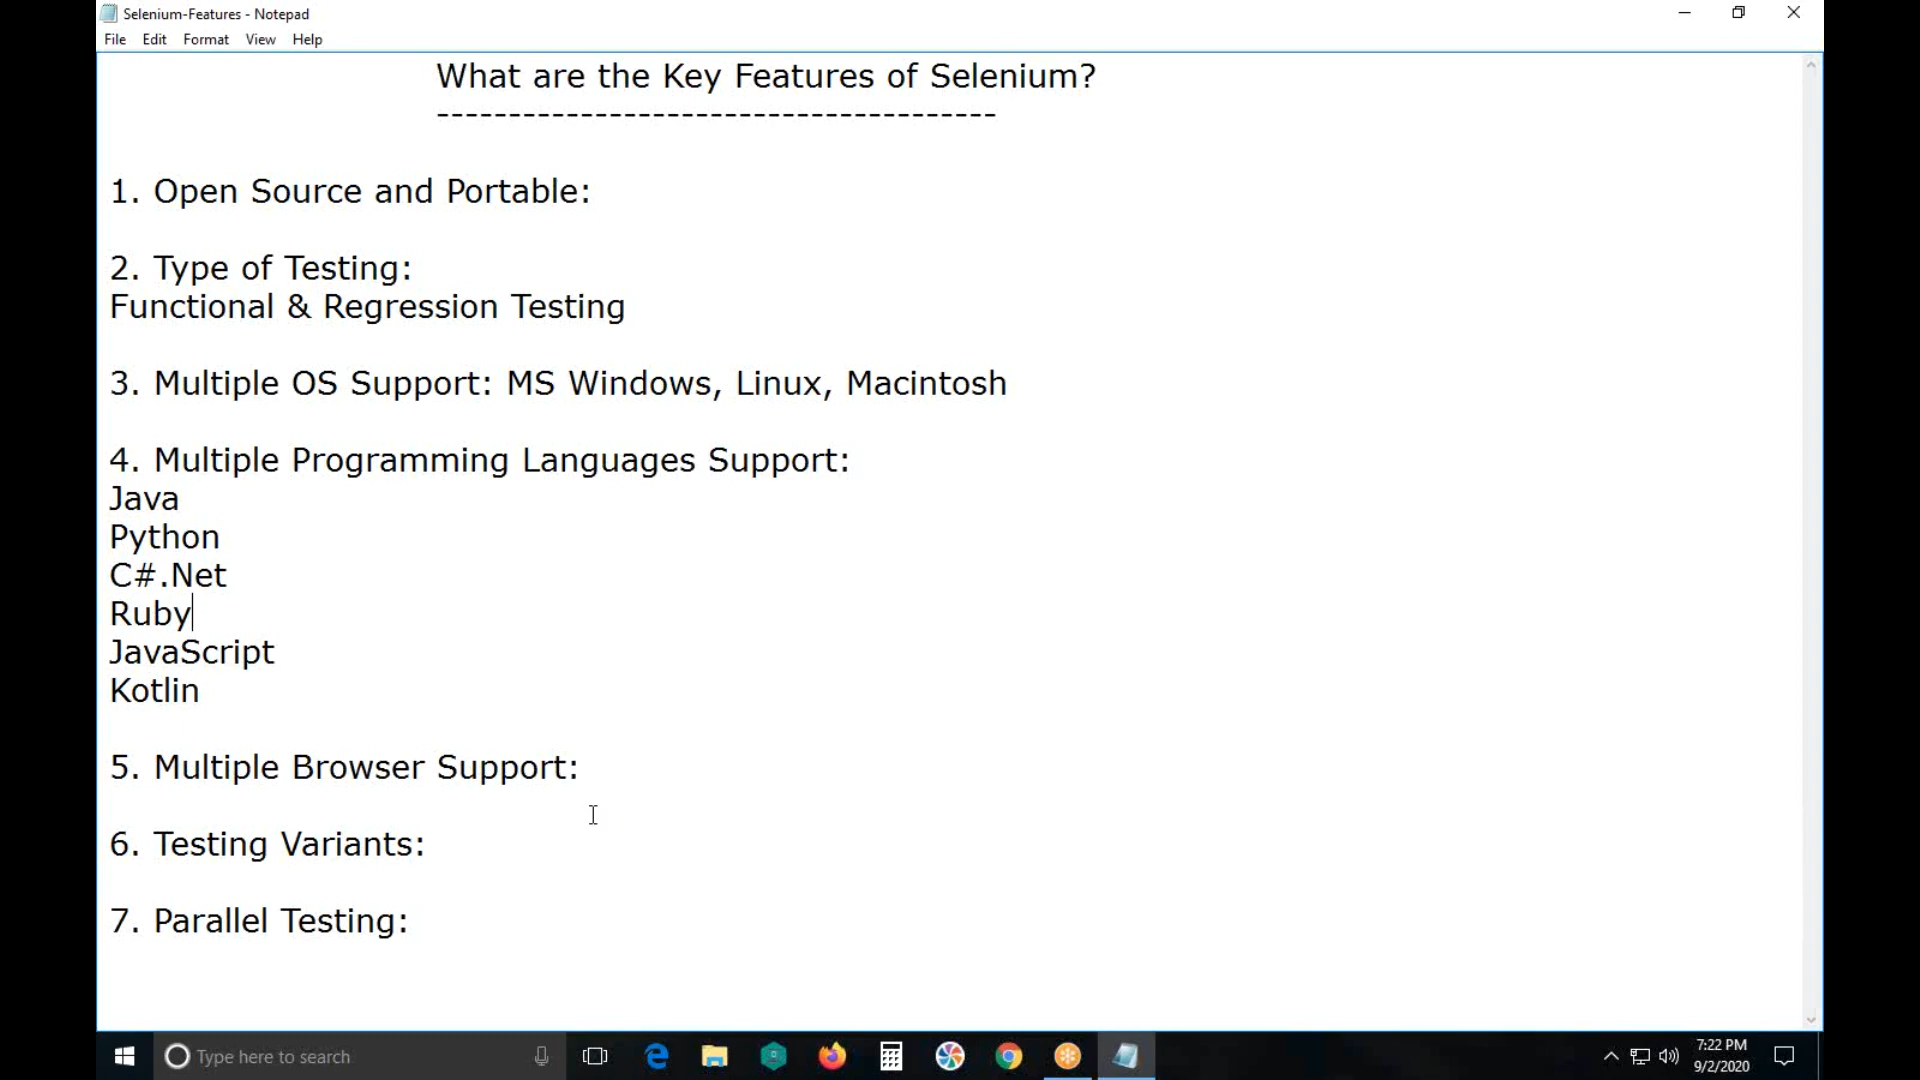 Selenium-Features - Notepad
File Edit Format View Help
What are the Key Features of Selenium?
---------------------------------------
1. Open Source and Portable:
2. Type of Testing:
Functional & Regression Testing
3. Multiple OS Support: MS Windows, Linux, Macintosh
4. Multiple Programming Languages Support:
Java
Python
C#.Net
Ruby
JavaScript
Kotlin
5. Multiple Browser Support:
6. Testing Variants:
7. Parallel Testing:
Type here to search
7:22 PM
9/2/2020